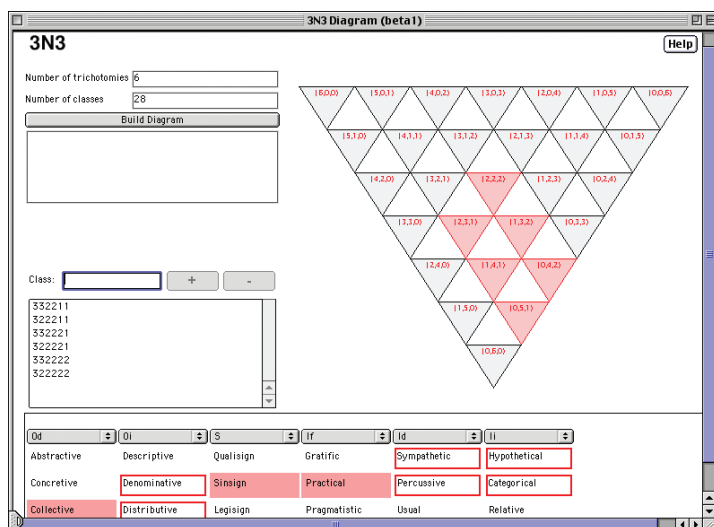 3N3 Diagram (beta1)
3N3
Help
Number of trichotomies 6
Number of classes 28
Build Diagram
(6,0,0) (5,0,1) (4,0,2) (3,0,3) (2,0,4) (1,0,5) (0,0,6)
(5,1,0) (4,1,1) (3,1,2) (2,1,3) (1,1,4) (0,1,5)
(4,2,0) (3,2,1) (2,2,2) (1,2,3) (0,2,4)
(3,3,0) (2,3,1) (1,3,2) (0,3,3)
(2,4,0) (1,4,1) (0,4,2)
(1,5,0) (0,5,1)
(0,6,0)
Class: + -
332211
322211
332221
322221
332222
322222
Od Oi S If Id Ii
Abstractive Descriptive Qualisign Gratific Sympathetic Hypothetical
Concretive Denominative Sinsign Practical Percussive Categorical
Collective Distributive Legisign Pragmatistic Usual Relative